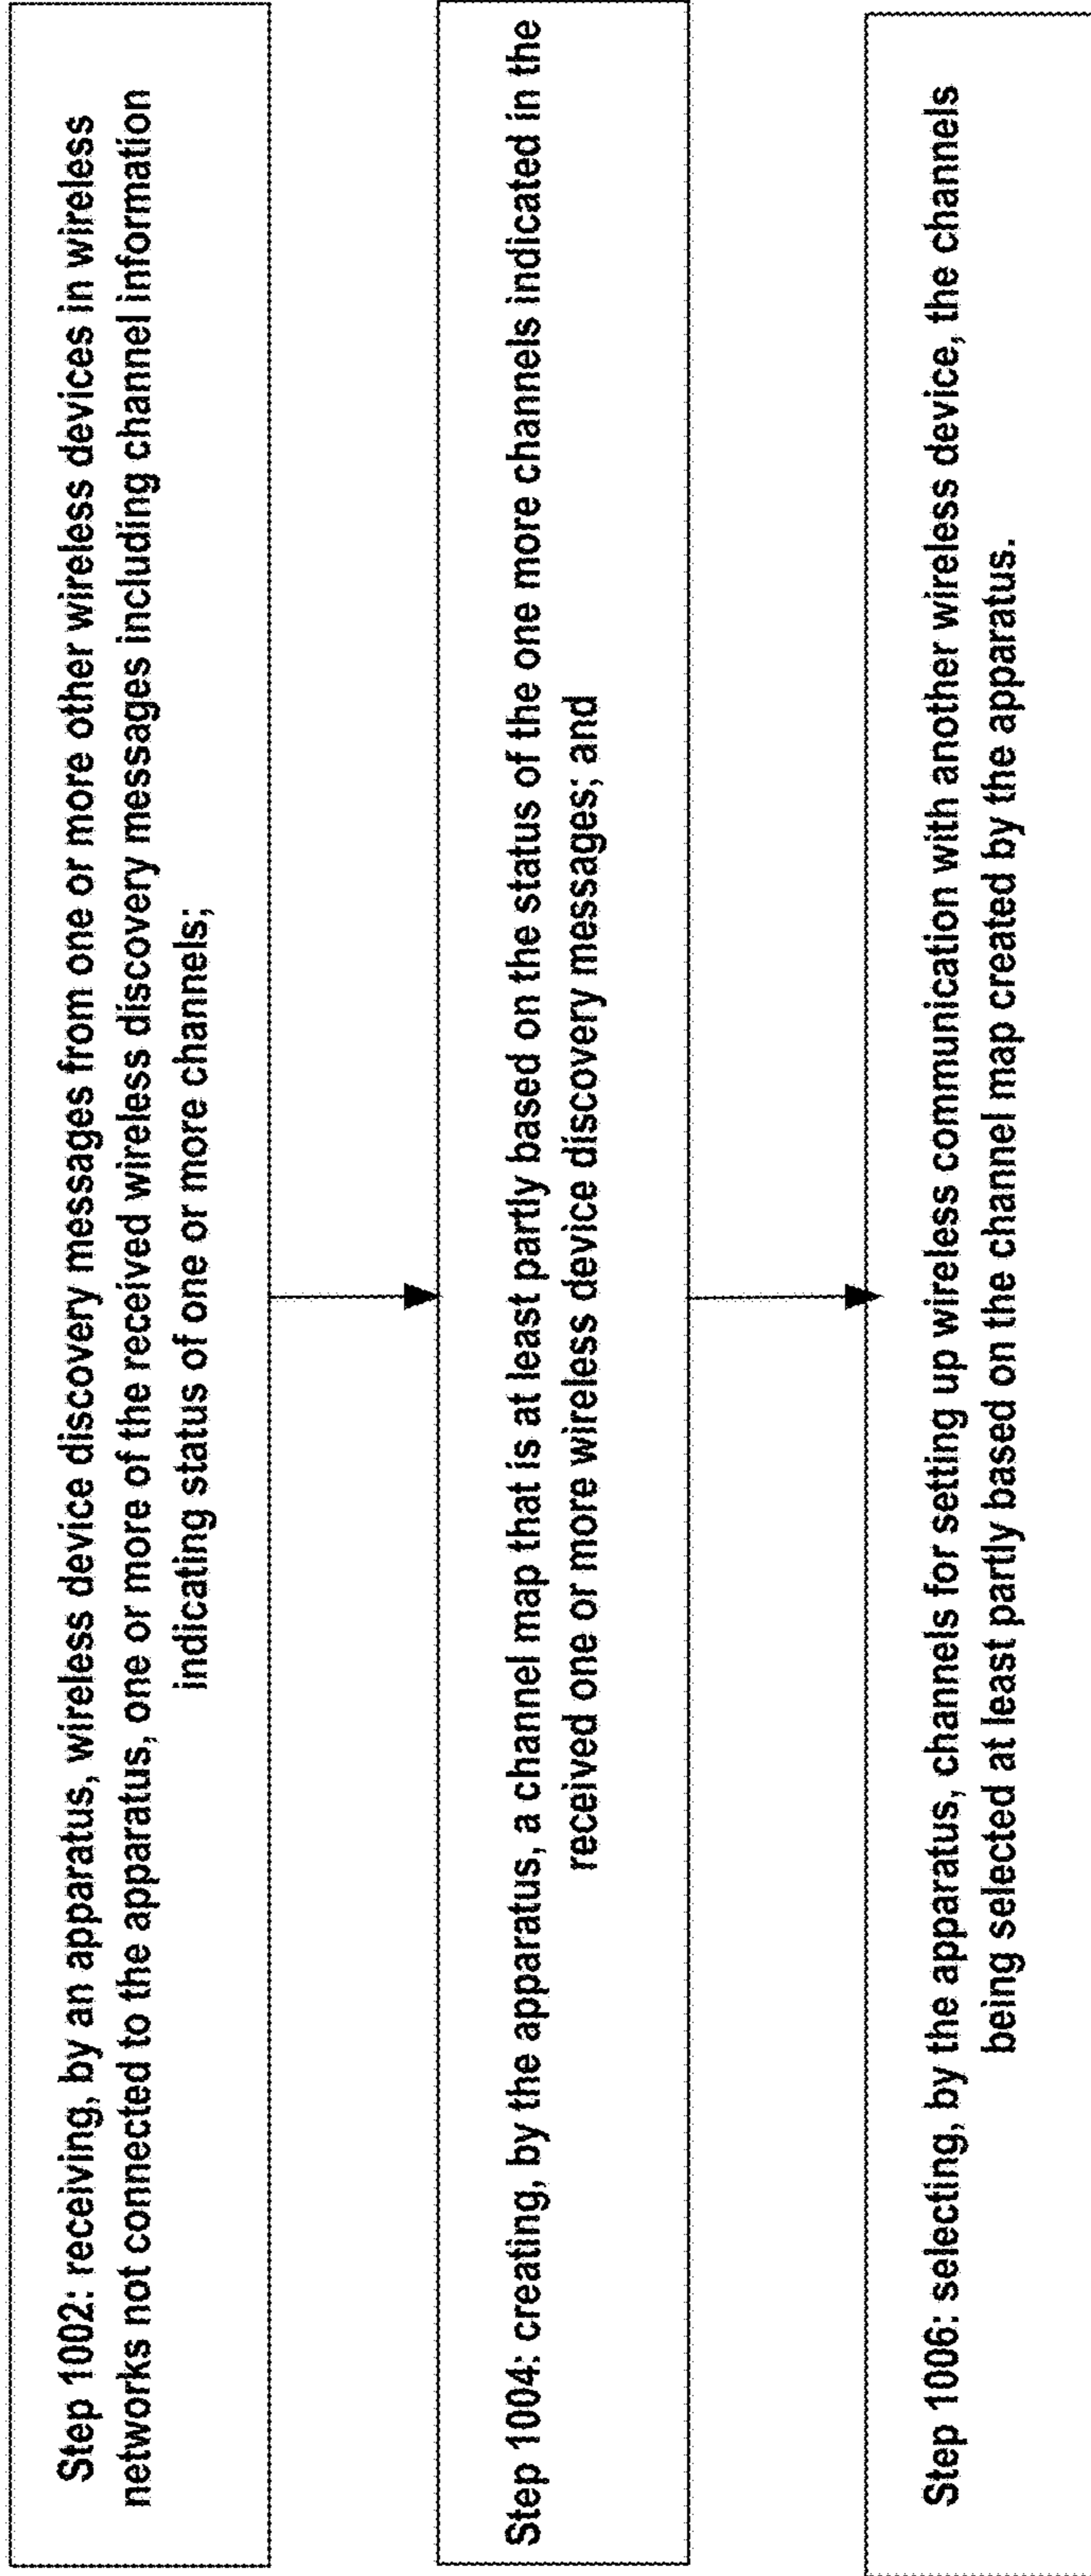 Step 1002: receiving, by an apparatus, wireless device discovery messages from one or more other wireless devices in wireless
networks not connected to the apparatus, one or more of the received wireless discovery messages including channel information
indicating status of one or more channels;
Step 1004: creating, by the apparatus, a channel map that is at least partly based on the status of the one more channels indicated in the
received one or more wireless device discovery messages; and
Step 1006: selecting, by the apparatus, channels for setting up wireless communication with another wireless device, the channels
being selected at least partly based on the channel map created by the apparatus.